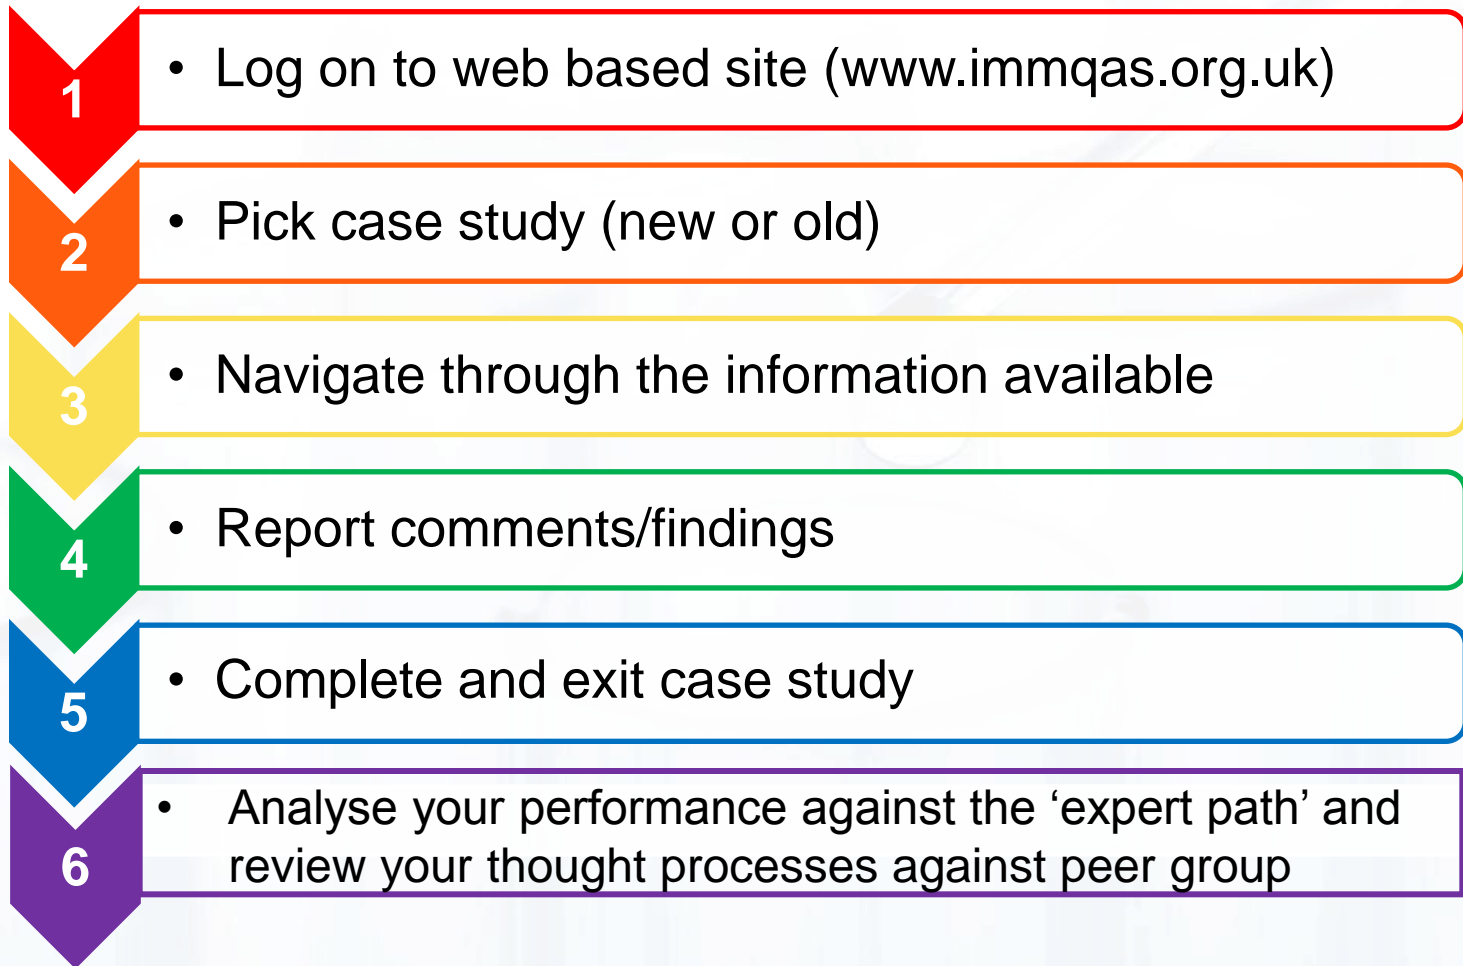 1
• Log on to web based site (www.immqas.org.uk)
2
• Pick case study (new or old)
3
• Navigate through the information available
4
• Report comments/findings
5
• Complete and exit case study
6
• Analyse your performance against the ‘expert path’ and
review your thought processes against peer group